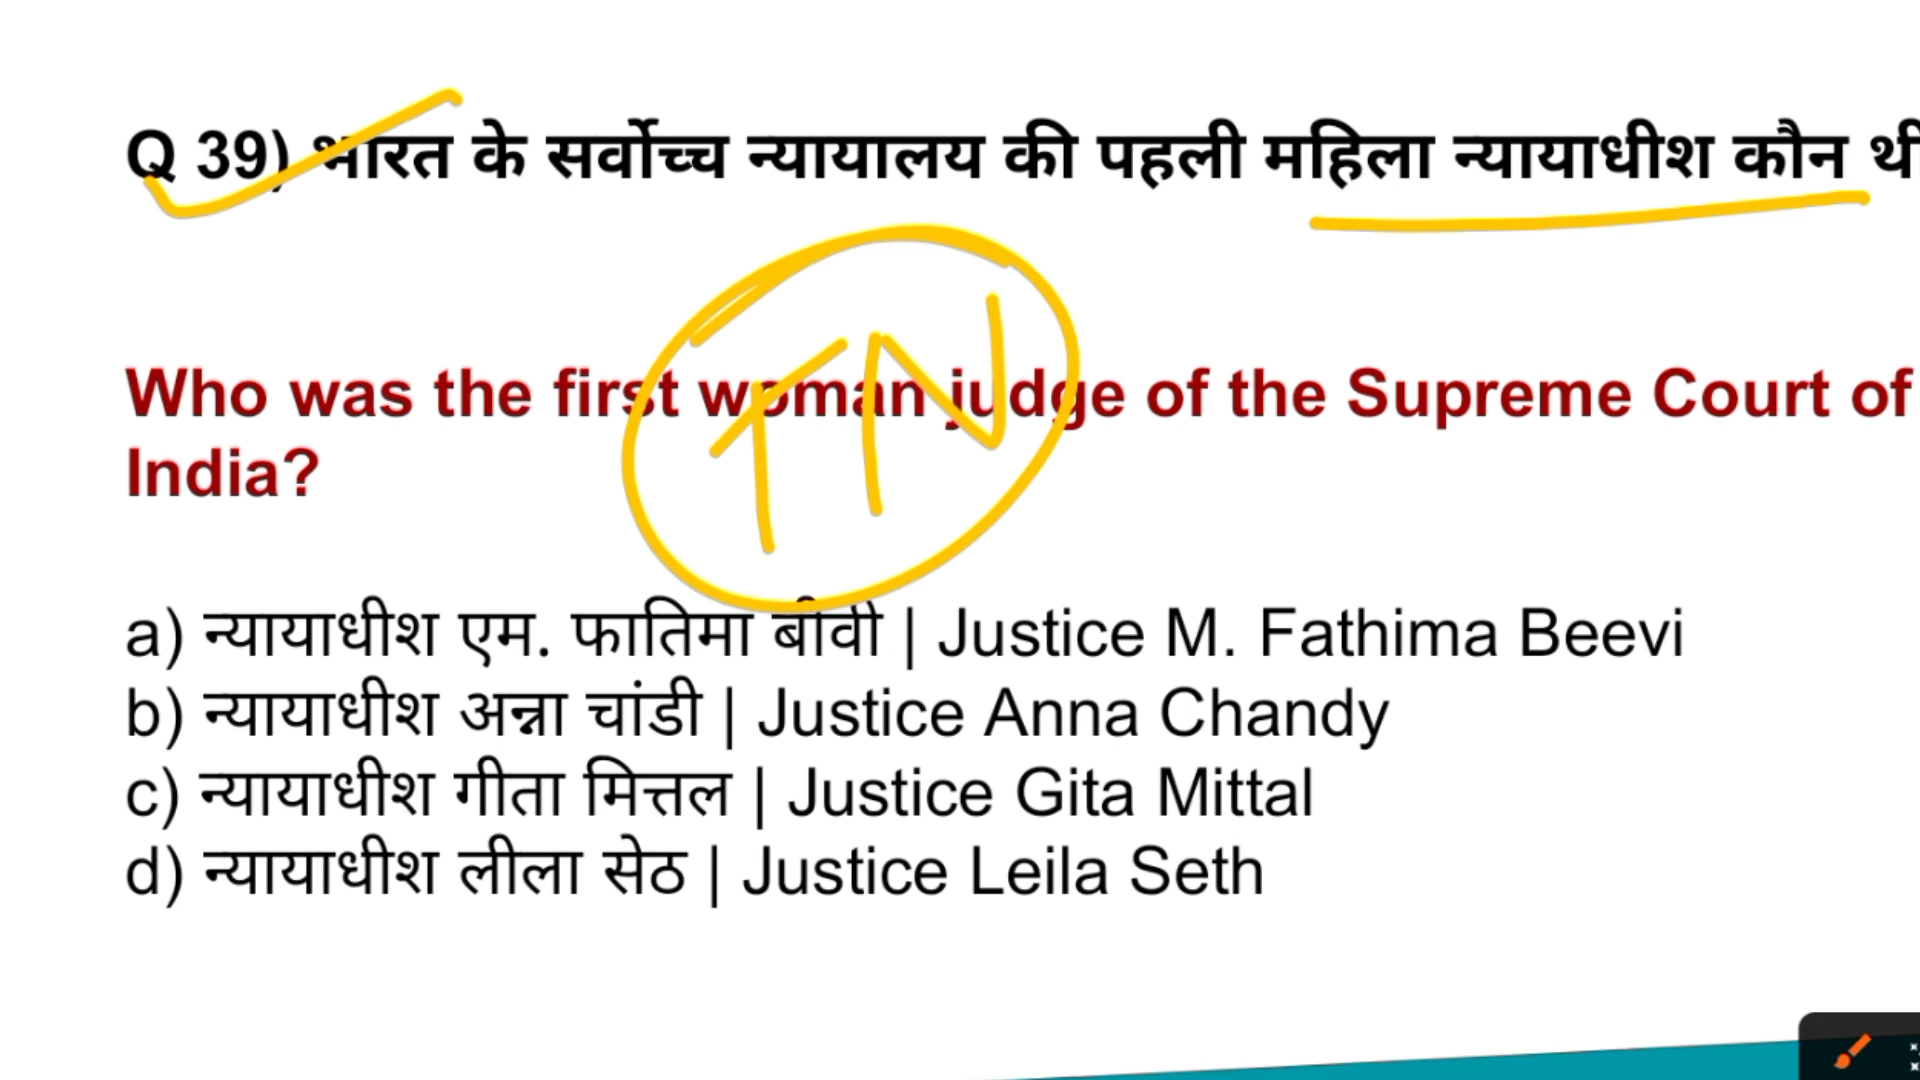 Q 39) भारत के सर्वोच्च न्यायालय की पहली महिला न्यायाधीश कौन
TN
Who was the first woman judge of the Supreme Court of
India?
a) न्यायाधीश एम. फातिमा बीवी | Justice M. Fathima Beevi
b) न्यायाधीश अन्ना चांडी | Justice Anna Chandy
c) न्यायाधीश गीता मित्तल | Justice Gita Mittal
d) न्यायाधीश लीला सेठ | Justice Leila Seth